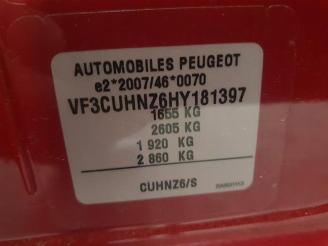 AUTOMOBILES PEUGEOT
e2*2007/46*0070
VF3CUHNZ6HY181397
1655 KG
2605 KG
1 920 KG
2 860 KG
CUHNZ6/S